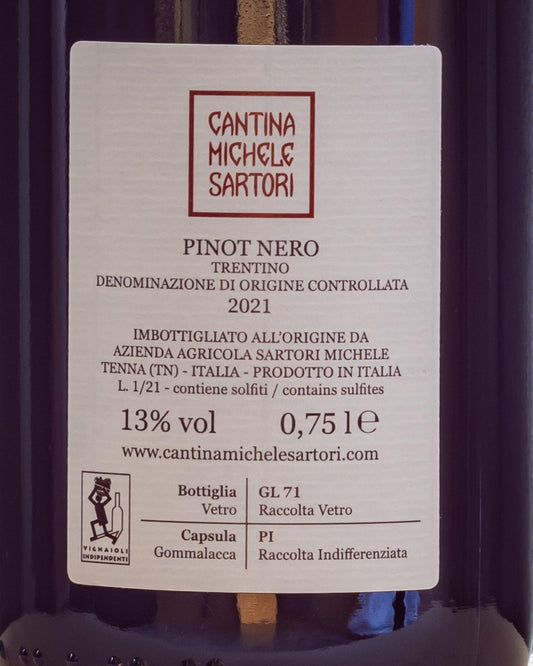 CANTINA
MICHELE
SARTORI
PINOT NERO
TRENTINO
DENOMINAZIONE DI ORIGINE CONTROLLATA
2021
IMBOTTIGLIATO ALL'ORIGINE DA
AZIENDA AGRICOLA SARTORI MICHELE
TENNA (TN) - ITALIA - PRODOTTO IN ITALIA
L. 1/21 - contiene solfiti / contains sulfites
13% vol 0,75 l ℮
www.cantinamichelesartori.com
Bottiglia GL 71
Vetro Raccolta Vetro
Capsula PI
Gommalacca Raccolta Indifferenziata
VIGNAIOLI
INDIPENDENTI